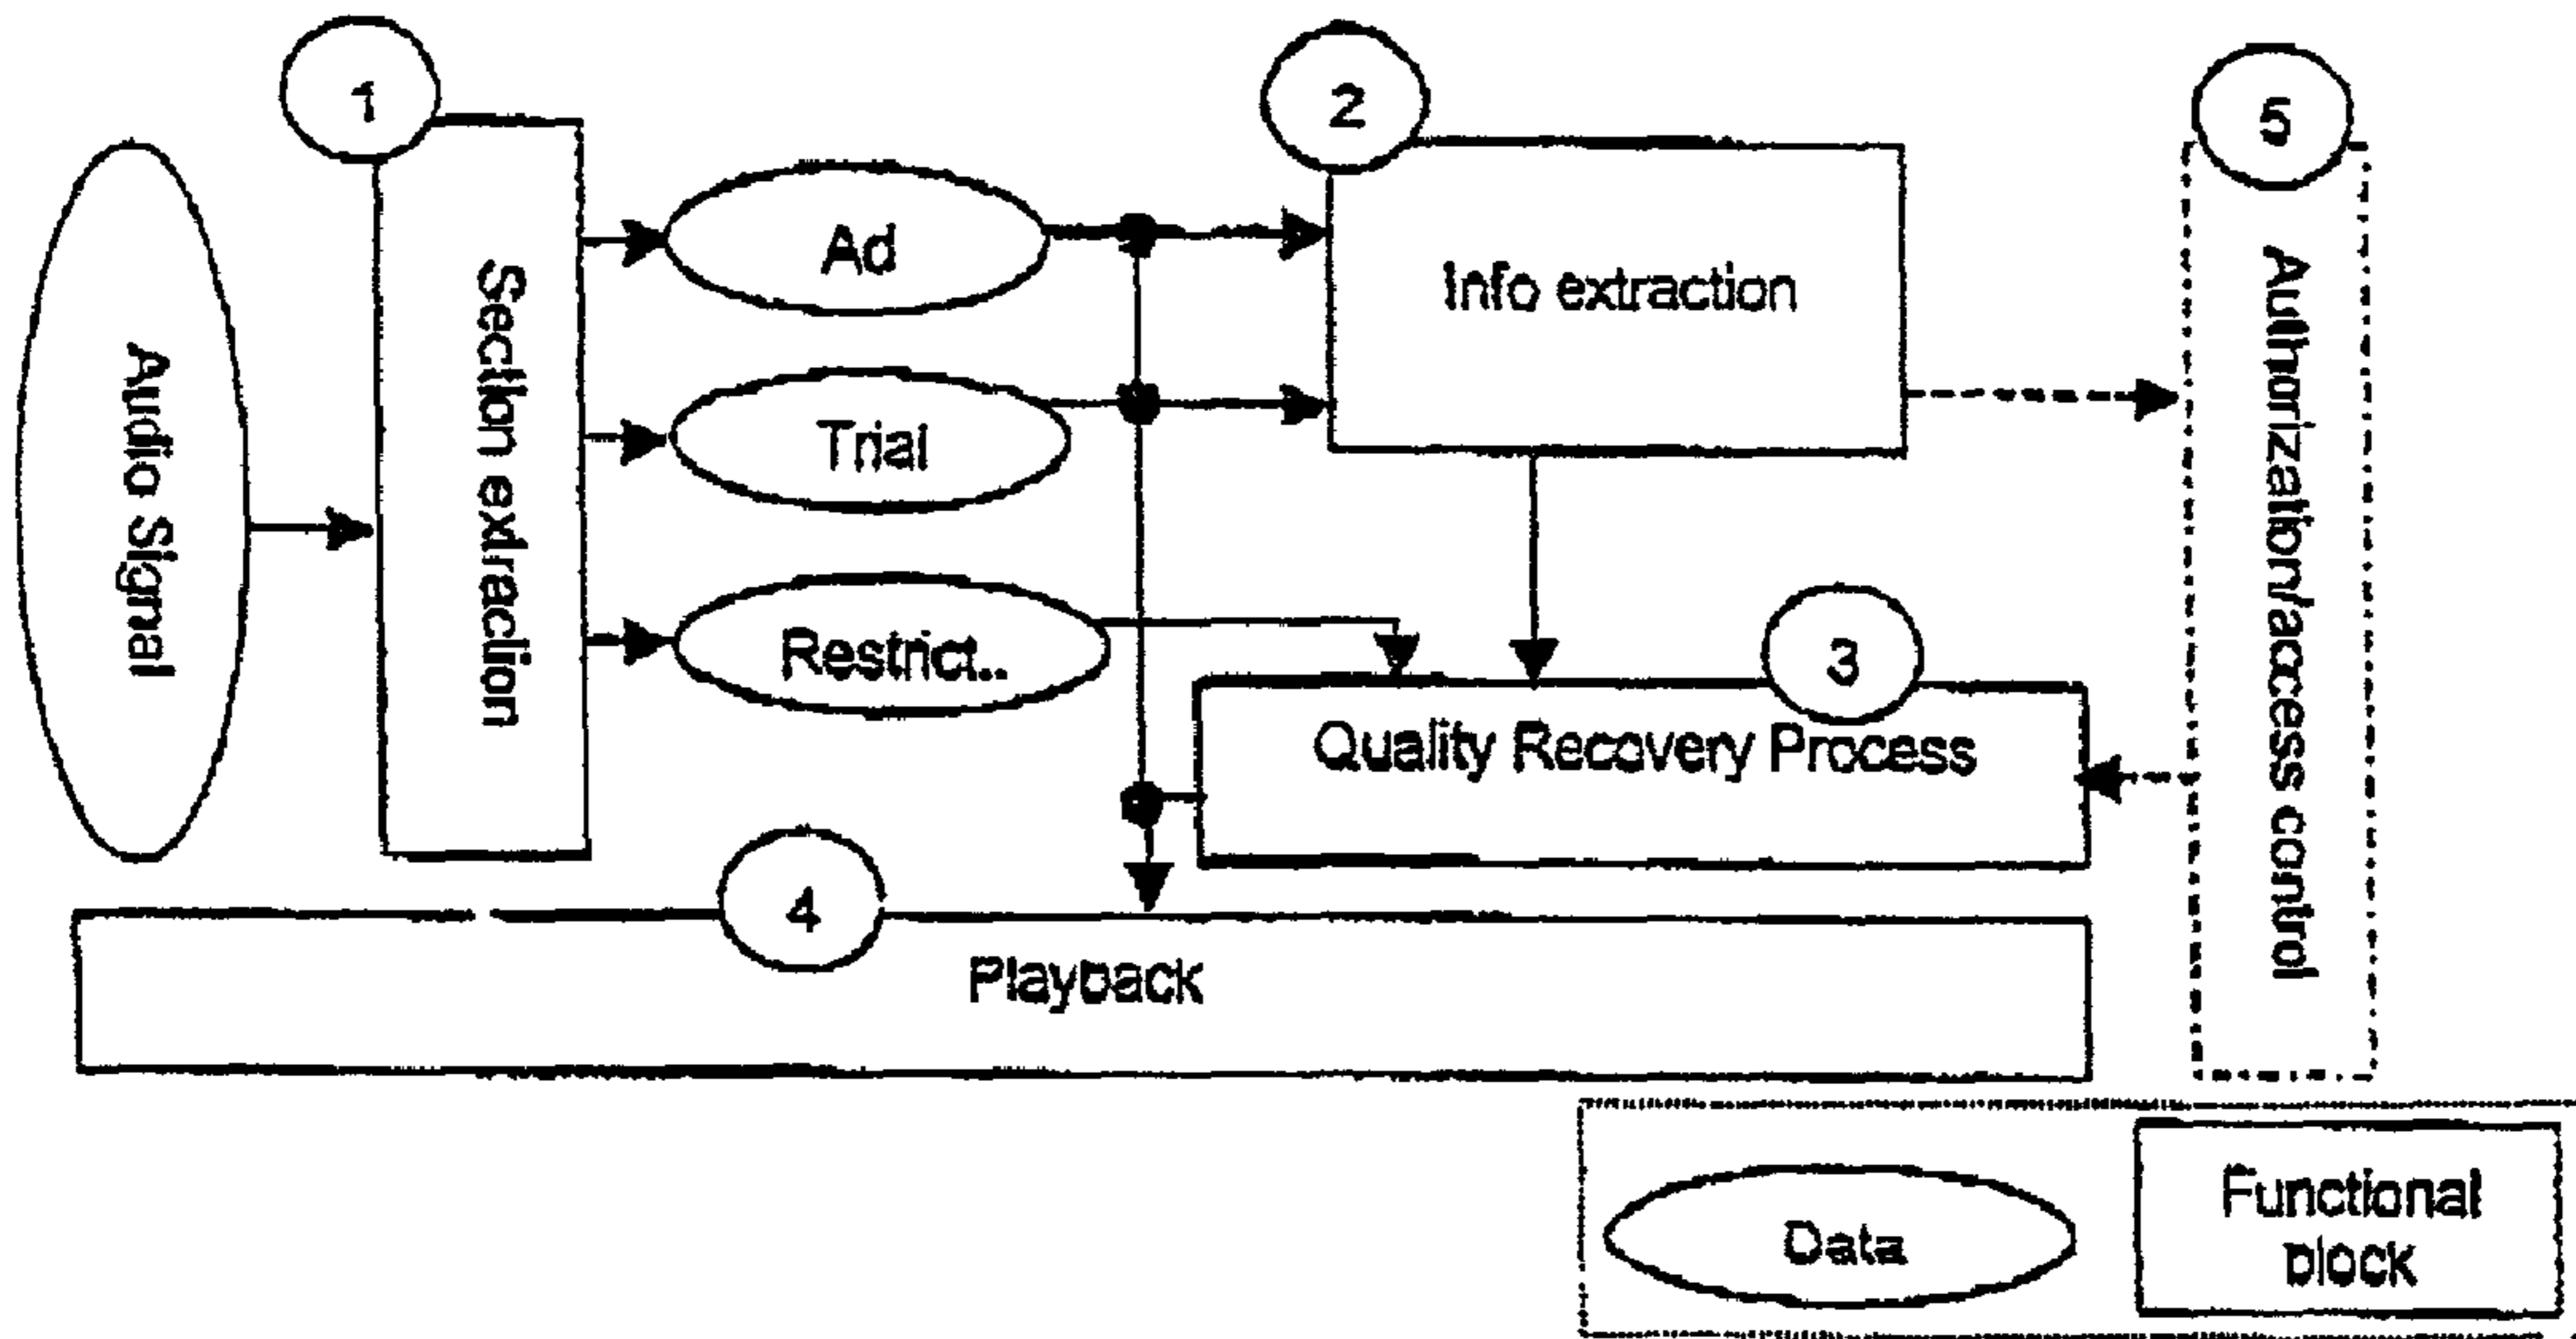 1
2
5
Audio Signal
Section extraction
Ad
Trial
Restrict..
Info extraction
3
Quality Recovery Process
Authorization/access control
4
Playback
Data
Functional
block